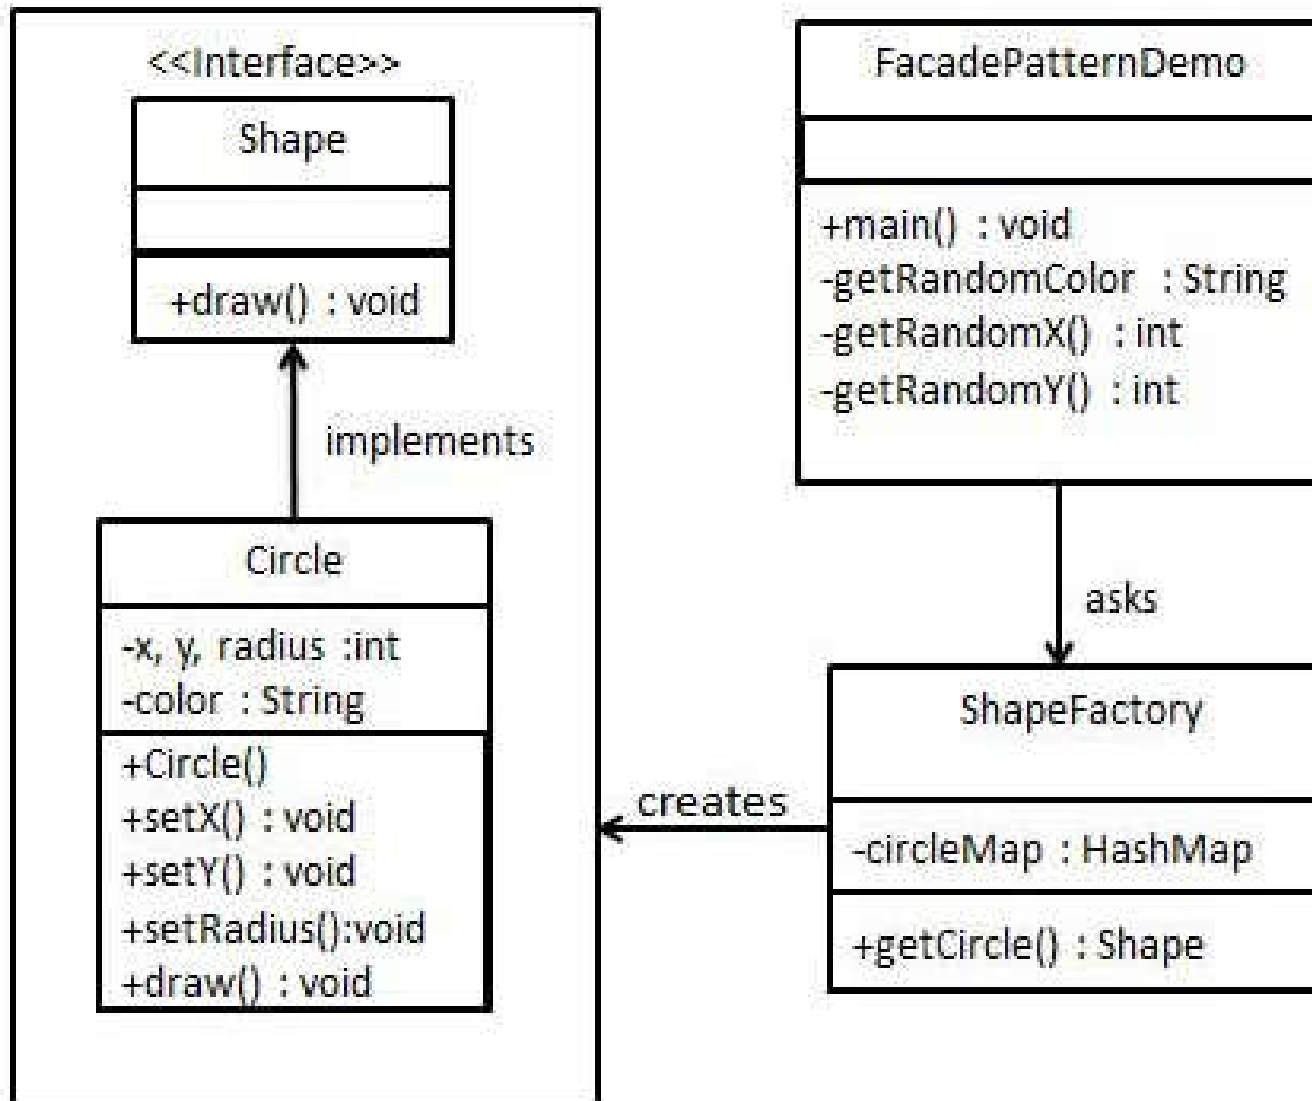 <<Interface>>
Shape
+draw() : void
implements
Circle
-x, y, radius :int
-color : String
+Circle()
+setX() : void
+setY() : void
+setRadius():void
+draw() : void
FacadePatternDemo
+main() : void
-getRandomColor : String
-getRandomX() : int
-getRandomY() : int
asks
ShapeFactory
-circleMap : HashMap
+getCircle() : Shape
creates